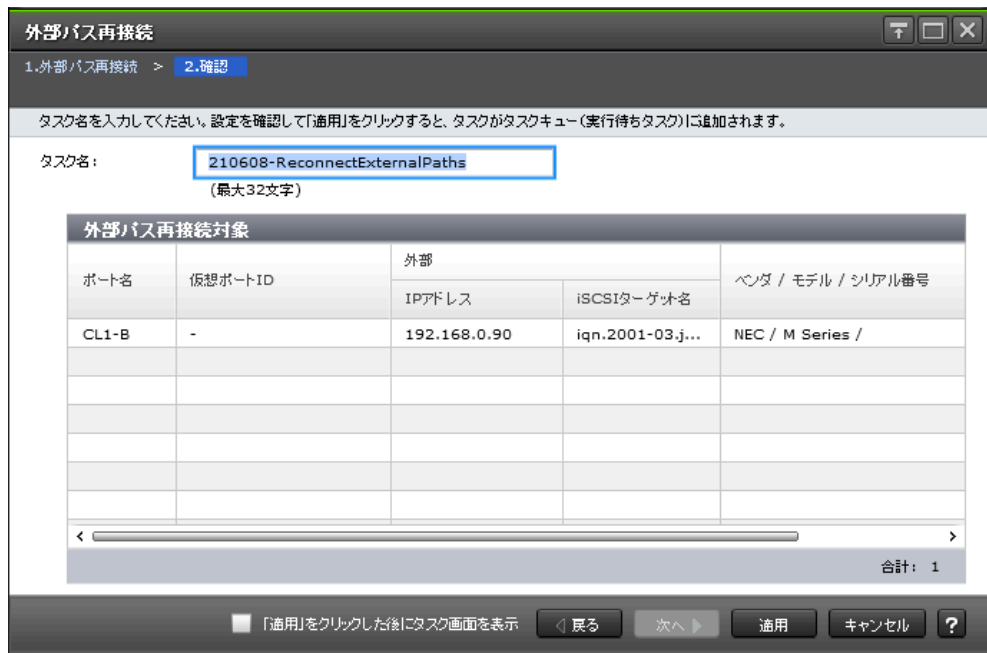 外部パス再接続
1.外部パス再接続 > 2.確認
タスク名を入力してください。設定を確認して「適用」をクリックすると、タスクがタスクキュー(実行待ちタスク)に追加されます。
タスク名: 210608-ReconnectExternalPaths
(最大32文字)
外部パス再接続対象
ポート名 仮想ポートID 外部 ベンダ / モデル / シリアル番号
IPアドレス iSCSIターゲット名
CL1-B - 192.168.0.90 iqn.2001-03.j... NEC / M Series /
合計: 1
「適用」をクリックした後にタスク画面を表示 戻る 次へ 適用 キャンセル ?